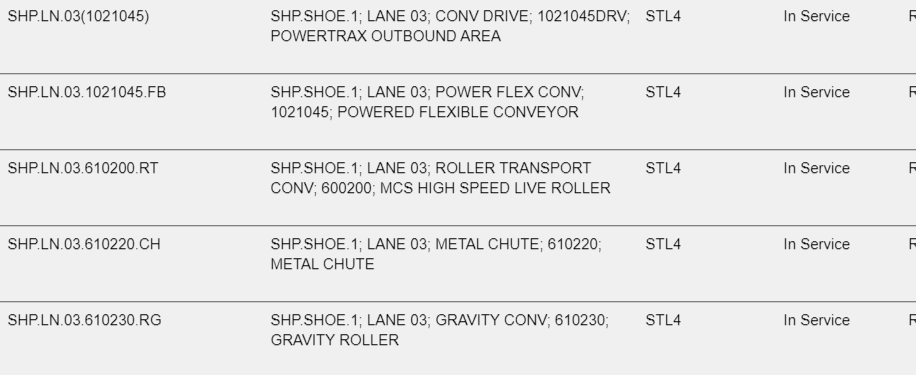 SHP.LN.03(1021045) SHP.SHOE.1; LANE 03; CONV DRIVE; 1021045DRV; STL4 In Service
POWERTRAX OUTBOUND AREA
SHP.LN.03.1021045.FB SHP.SHOE.1; LANE 03; POWER FLEX CONV; STL4 In Service
1021045; POWERED FLEXIBLE CONVEYOR
SHP.LN.03.610200.RT SHP.SHOE.1; LANE 03; ROLLER TRANSPORT STL4 In Service
CONV; 600200; MCS HIGH SPEED LIVE ROLLER
SHP.LN.03.610220.CH SHP.SHOE.1; LANE 03; METAL CHUTE; 610220; STL4 In Service
METAL CHUTE
SHP.LN.03.610230.RG SHP.SHOE.1; LANE 03; GRAVITY CONV; 610230; STL4 In Service
GRAVITY ROLLER